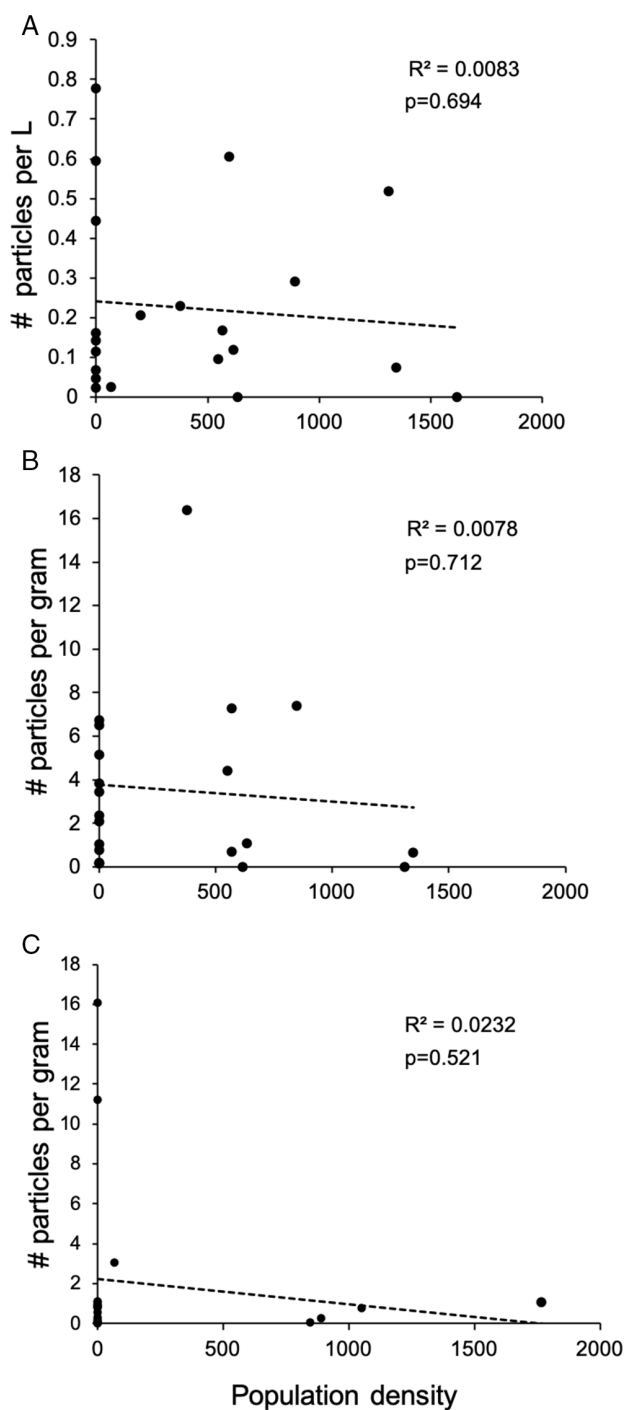 A
0.9
0.8
0.7
0.6
0.5
0.4
0.3
0.2
0.1
0
# particles per L
R² = 0.0083
p=0.694
0 500 1000 1500 2000
B
18
16
14
12
10
8
6
4
2
0
# particles per gram
R² = 0.0078
p=0.712
0 500 1000 1500 2000
C
18
16
14
12
10
8
6
4
2
0
# particles per gram
R² = 0.0232
p=0.521
0 500 1000 1500 2000
Population density